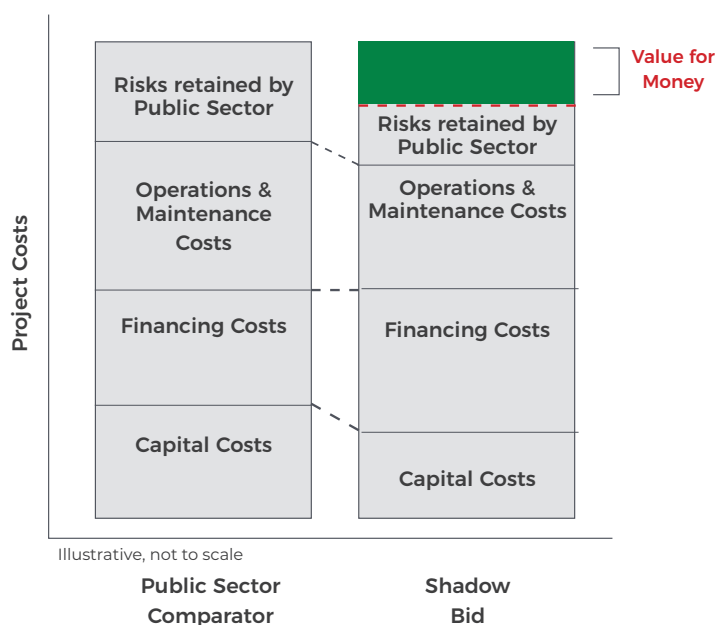 Project Costs
Risks retained by
Public Sector
Operations &
Maintenance
Costs
Financing Costs
Capital Costs
Value for
Money
Risks retained by
Public Sector
Operations &
Maintenance Costs
Financing Costs
Capital Costs
Illustrative, not to scale
Public Sector
Comparator
Shadow
Bid